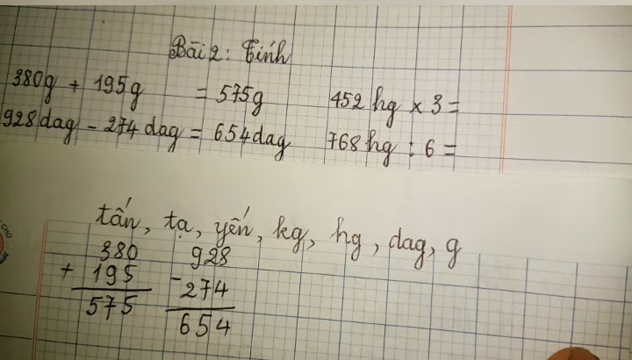 Bài 2: Tính
380g + 195g = 575g 452 hg x 3 =
928 dag - 274 dag = 654 dag 768 hg : 6 =
tấn, tạ, yến, kg, hg, dag, g
380 928
+ 195 - 274
575 654